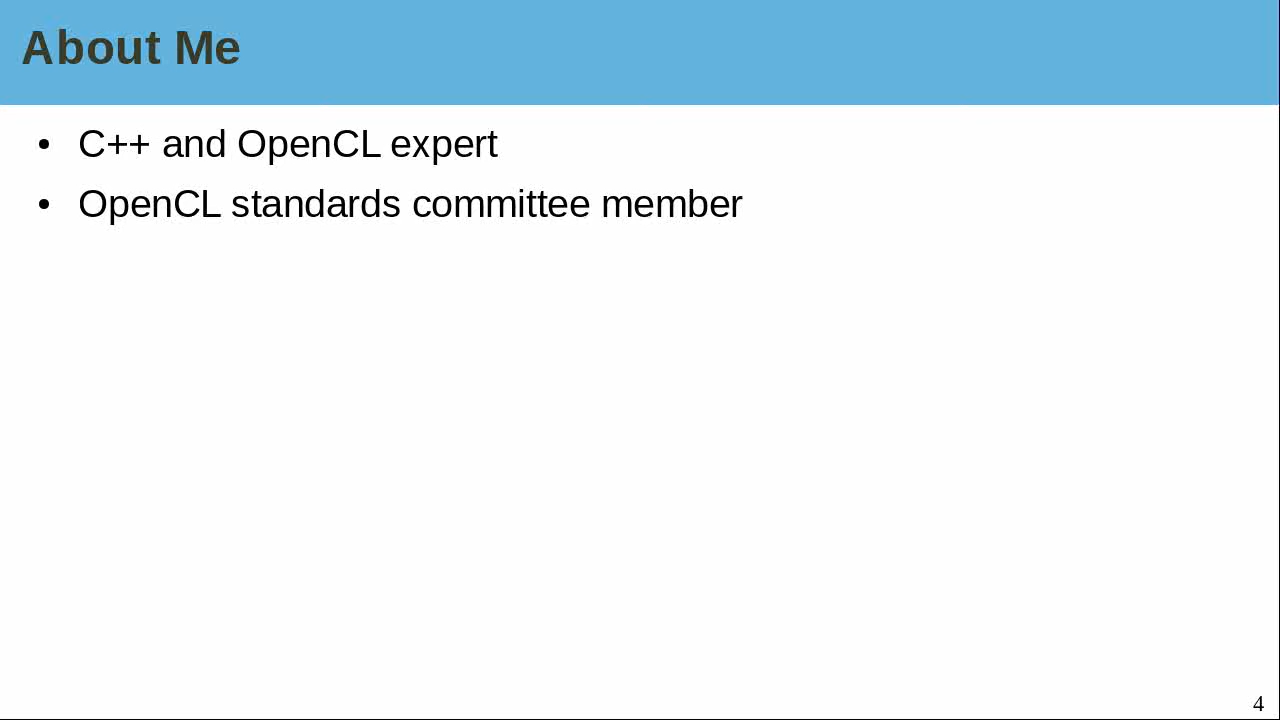 About Me
• C++ and OpenCL expert
• OpenCL standards committee member
4